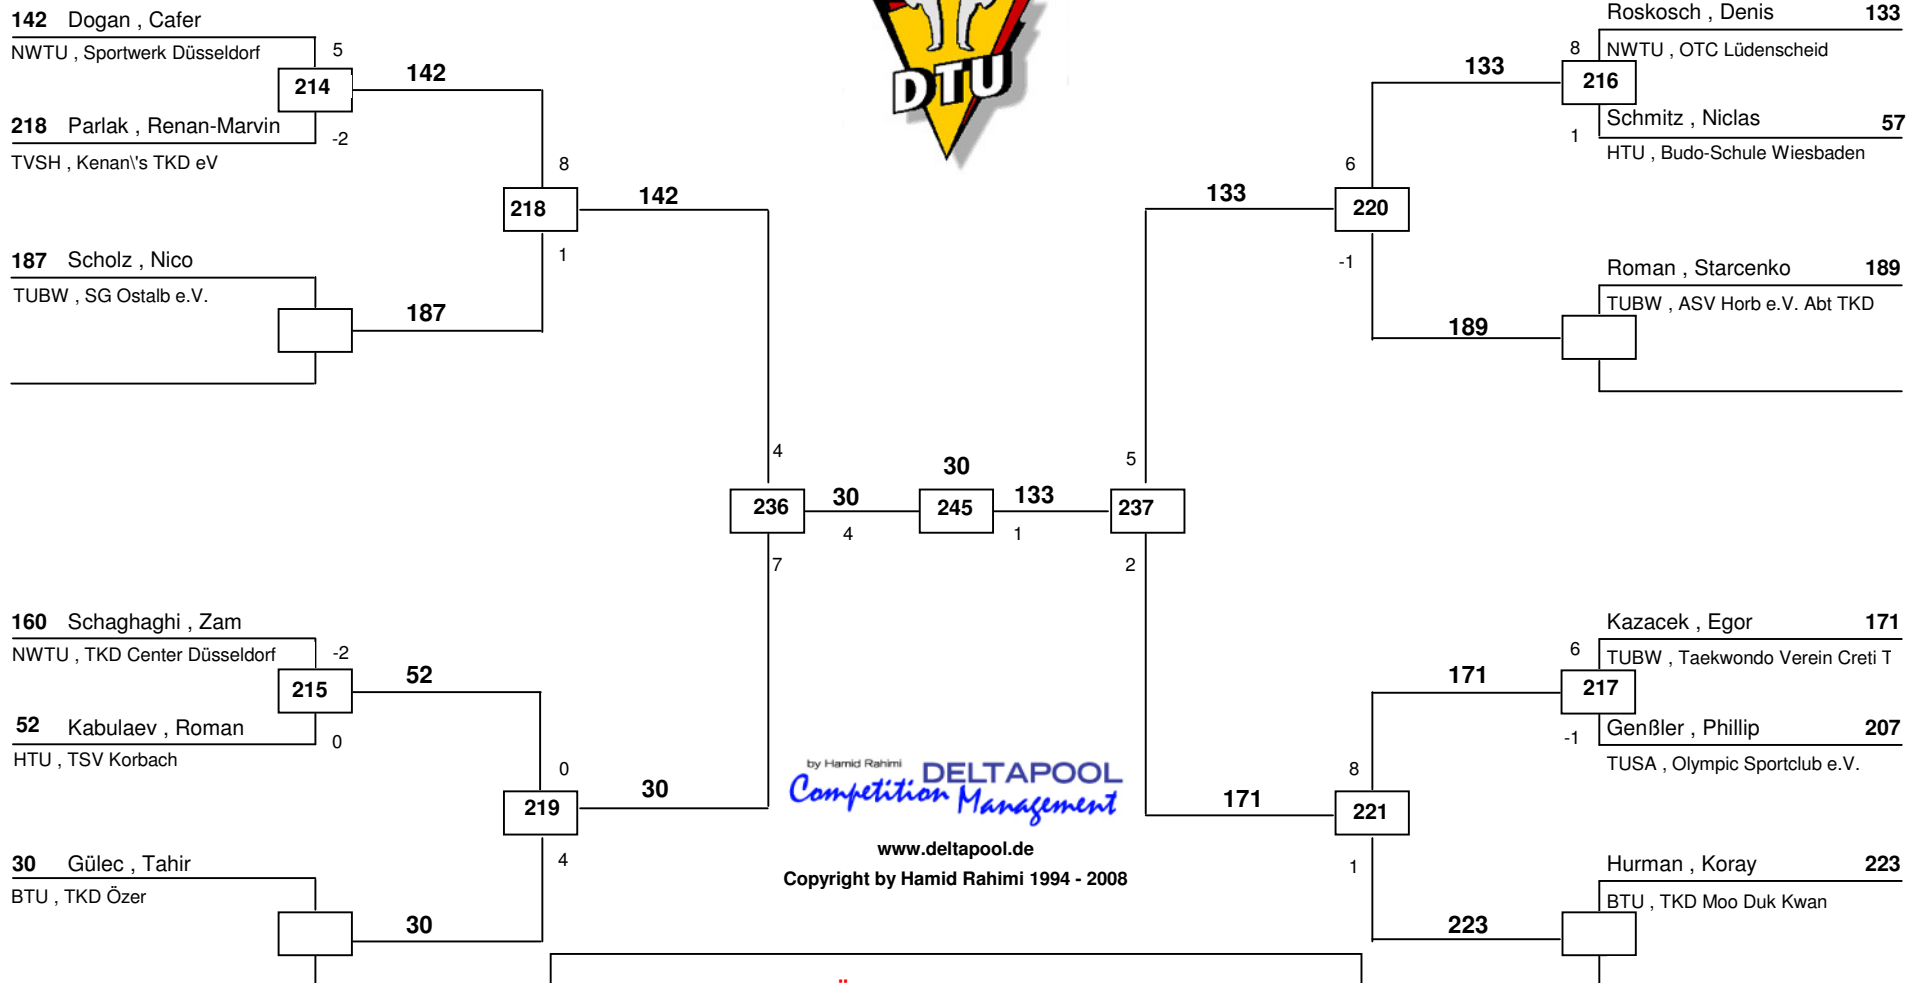 142 Dogan , Cafer
NWTU , Sportwerk Düsseldorf
5
214
142
218 Parlak , Renan-Marvin
-2
TVSH , Kenan\'s TKD eV
8
218
142
1
187 Scholz , Nico
TUBW , SG Ostalb e.V.
187
4
236
30
4
7
160 Schaghaghi , Zam
NWTU , TKD Center Düsseldorf
-2
215
52
52 Kabulaev , Roman
0
HTU , TSV Korbach
0
219
30
4
30 Gülec , Tahir
BTU , TKD Özer
30
DTU
30
245
133
1
by Hamid Rahimi
DELTAPOOL
Competition Management
www.deltapool.de
Copyright by Hamid Rahimi 1994 - 2008
Roskosch , Denis 133
8
NWTU , OTC Lüdenscheid
133
216
Schmitz , Niclas 57
1
HTU , Budo-Schule Wiesbaden
6
133
220
-1
Roman , Starcenko 189
TUBW , ASV Horb e.V. Abt TKD
189
5
237
2
Kazacek , Egor 171
6
TUBW , Taekwondo Verein Creti T
171
217
Genßler , Phillip 207
-1
TUSA , Olympic Sportclub e.V.
8
171
221
1
Hurman , Koray 223
BTU , TKD Moo Duk Kwan
223